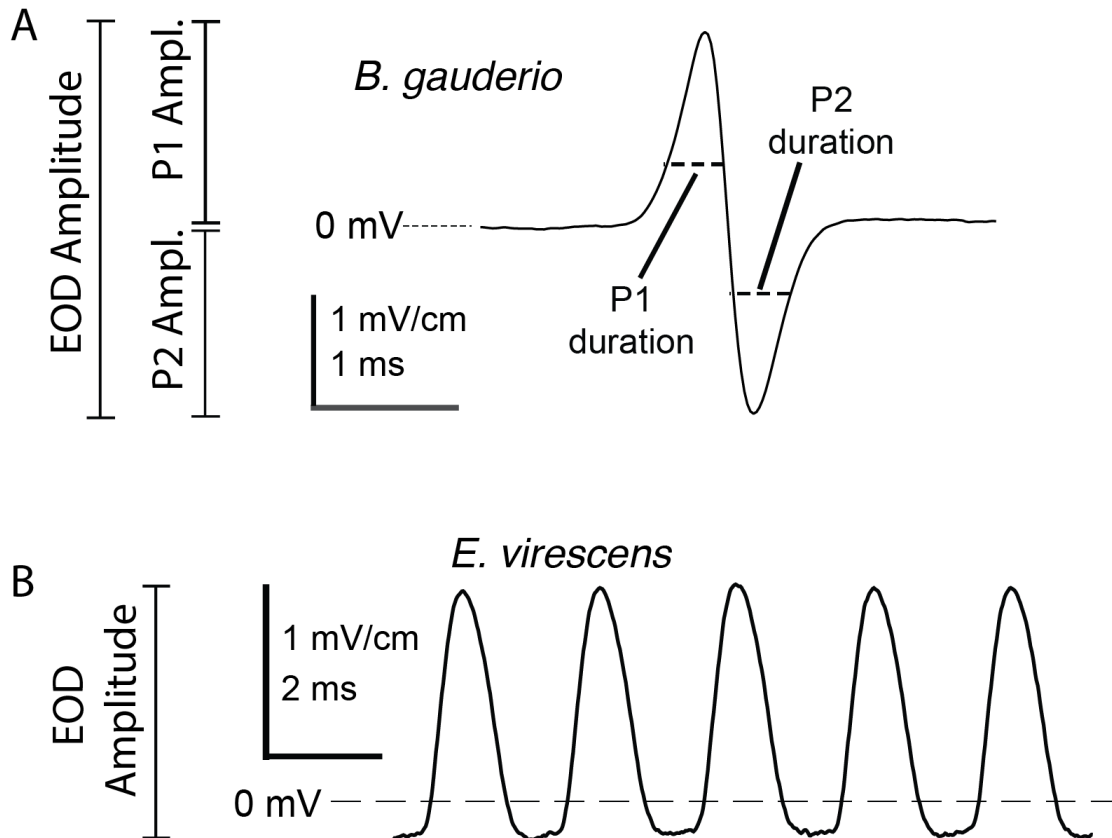 A
EOD Amplitude
P1 Ampl.
P2 Ampl.
B. gauderio
P2
duration
0 mV
P1
duration
1 mV/cm
1 ms
B
E. virescens
EOD
Amplitude
1 mV/cm
2 ms
0 mV